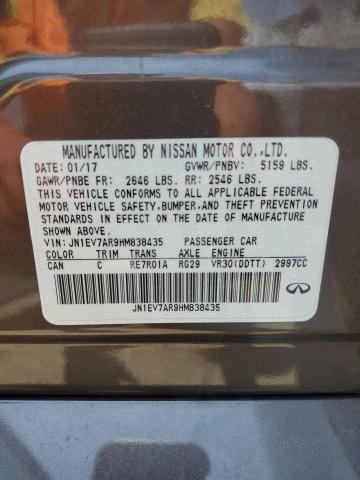 MANUFACTURED BY NISSAN MOTOR CO.,LTD.
DATE: 01/17 GVWR/PNBV: 5159 LBS.
GAWR/PNBE FR: 2646 LBS. RR: 2546 LBS.
THIS VEHICLE CONFORMS TO ALL APPLICABLE FEDERAL
MOTOR VEHICLE SAFETY,BUMPER,AND THEFT PREVENTION
STANDARDS IN EFFECT ON THE DATE OF MANUFACTURE
SHOWN ABOVE.
VIN: JN1EV7AR9HM838435 PASSENGER CAR
COLOR TRIM TRANS AXLE ENGINE
CAN C RE7R01A RG29 VR30(DDTT) 2997CC
JN1EV7AR9HM838435